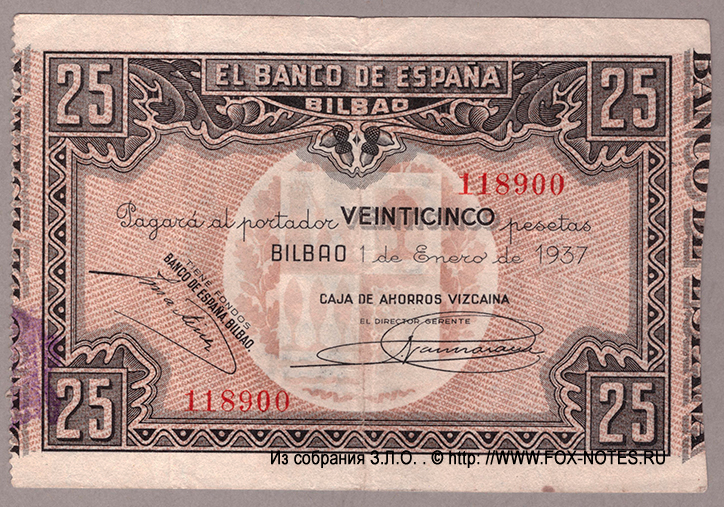 25 EL BANCO DE ESPAÑA 25
BILBAO
118900
Pagará al portador VEINTICINCO pesetas
BILBAO 1 de Enero de 1937
TIENE FONDOS
BANCO DE ESPAÑA, BILBAO.
CAJA DE AHORROS VIZCAINA
EL DIRECTOR GERENTE
118900
25 25
BANCO DE ESPAÑA
Из собрания З.Л.О. . © http: //WWW.FOX-NOTES.RU